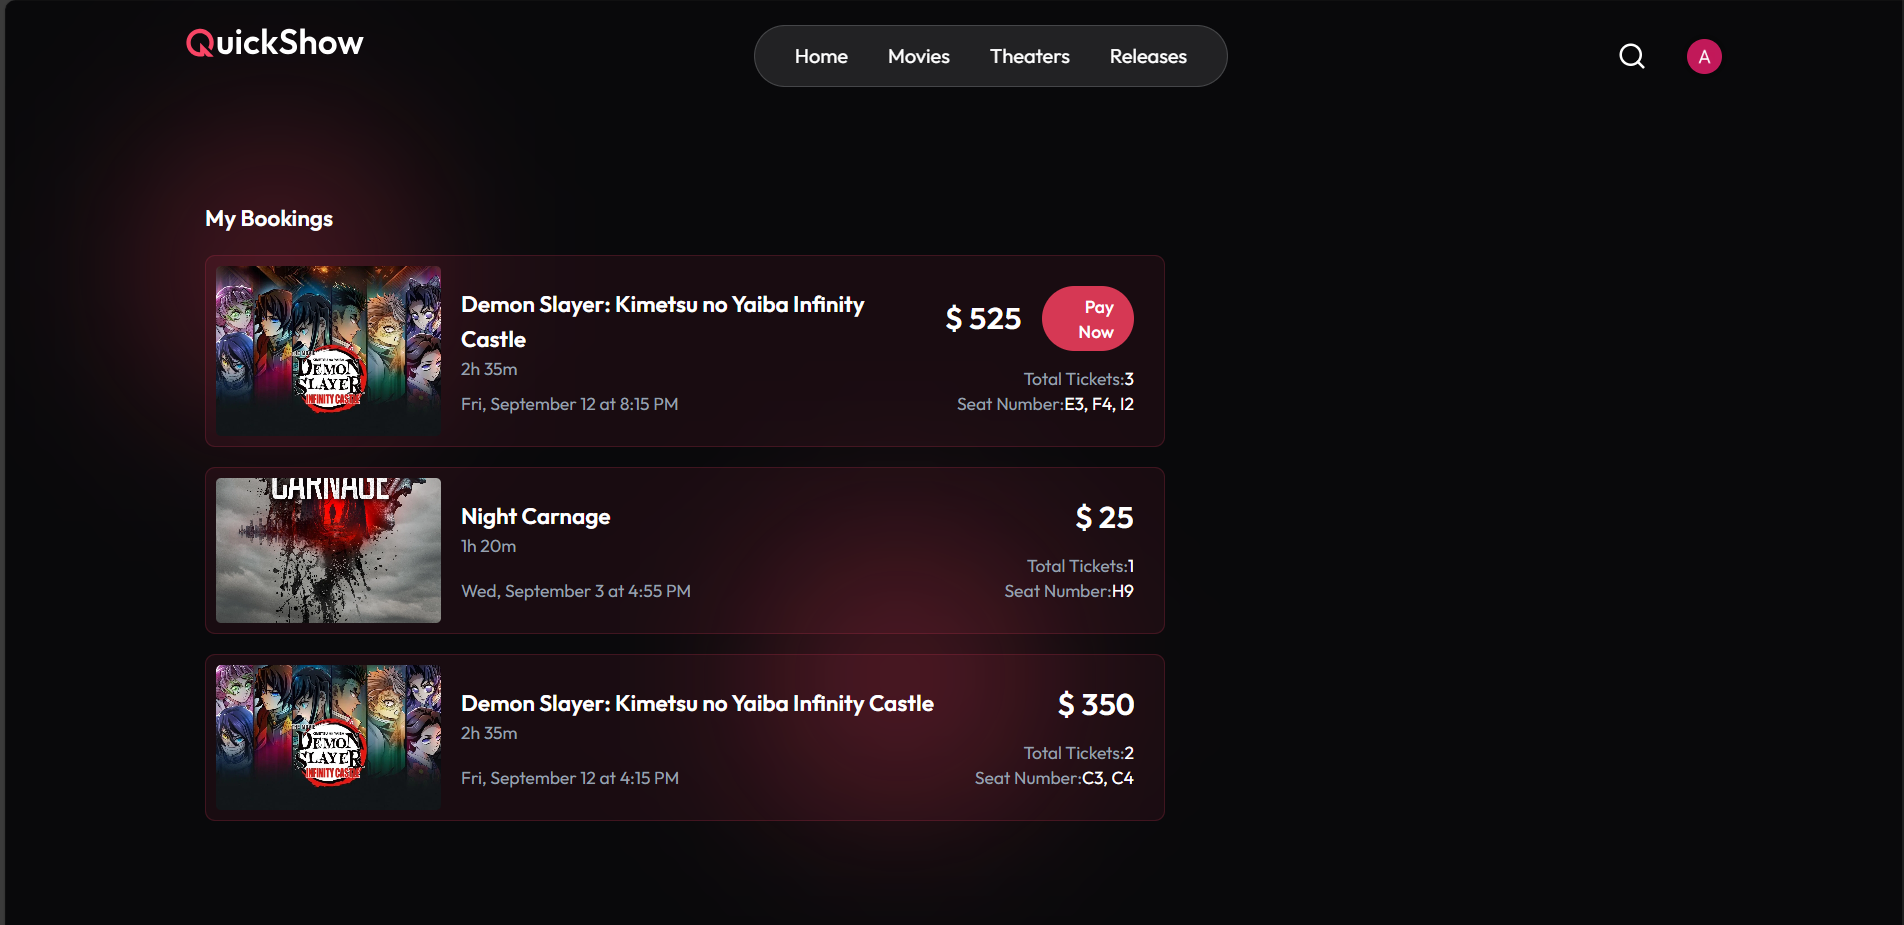 QuickShow
Home Movies Theaters Releases
A
My Bookings
DEMON
SLAYER
INFINITY CASTLE
Demon Slayer: Kimetsu no Yaiba Infinity
Castle
2h 35m
Fri, September 12 at 8:15 PM
$ 525
Pay
Now
Total Tickets:3
Seat Number:E3, F4, I2
CARNAGE
Night Carnage
1h 20m
Wed, September 3 at 4:55 PM
$ 25
Total Tickets:1
Seat Number:H9
DEMON
SLAYER
INFINITY CASTLE
Demon Slayer: Kimetsu no Yaiba Infinity Castle
2h 35m
Fri, September 12 at 4:15 PM
$ 350
Total Tickets:2
Seat Number:C3, C4